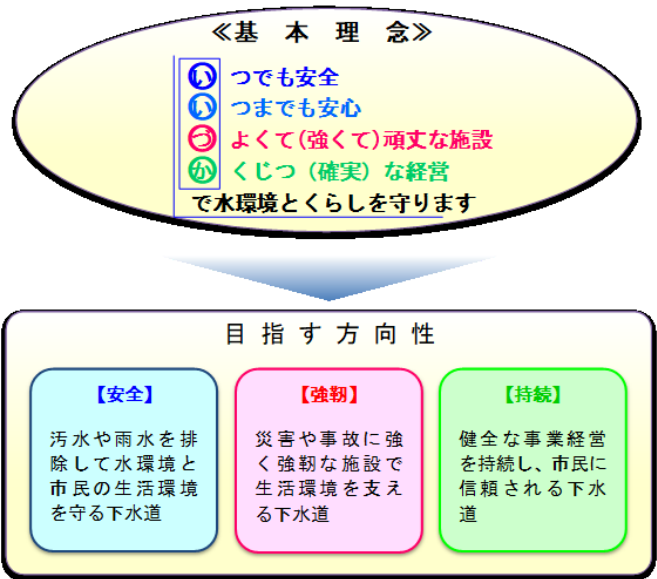 ≪基 本 理 念≫
い つでも安全
い つまでも安心
づ よくて(強くて)頑丈な施設
か くじつ（確実）な経営
で水環境とくらしを守ります
目 指 す 方 向 性
【安全】
汚水や雨水を排
除して水環境と
市民の生活環境
を守る下水道
【強靭】
災害や事故に強
く強靭な施設で
生活環境を支え
る下水道
【持続】
健全な事業経営
を持続し、市民に
信頼される下水
道